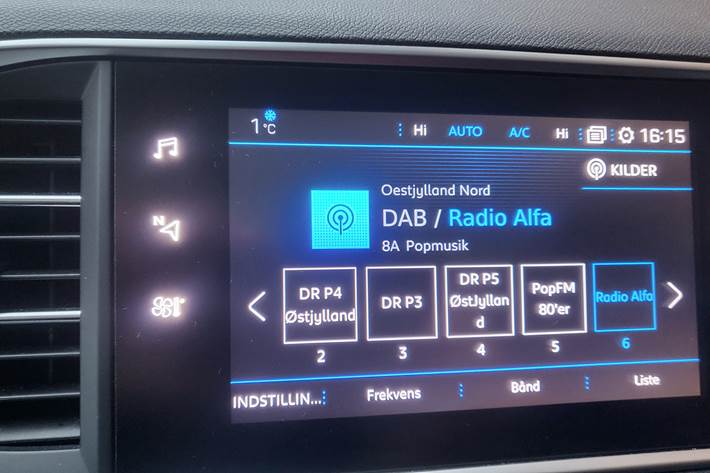 1 °C Hi AUTO A/C Hi 16:15
KILDER
Oestjylland Nord
DAB / Radio Alfa
8A Popmusik
DR P4
Østjylland
2
DR P3
3
DR P5
Østjyllan
d
4
PopFM
80'er
5
Radio Alfa
6
N
INDSTILLIN... Frekvens Bånd Liste